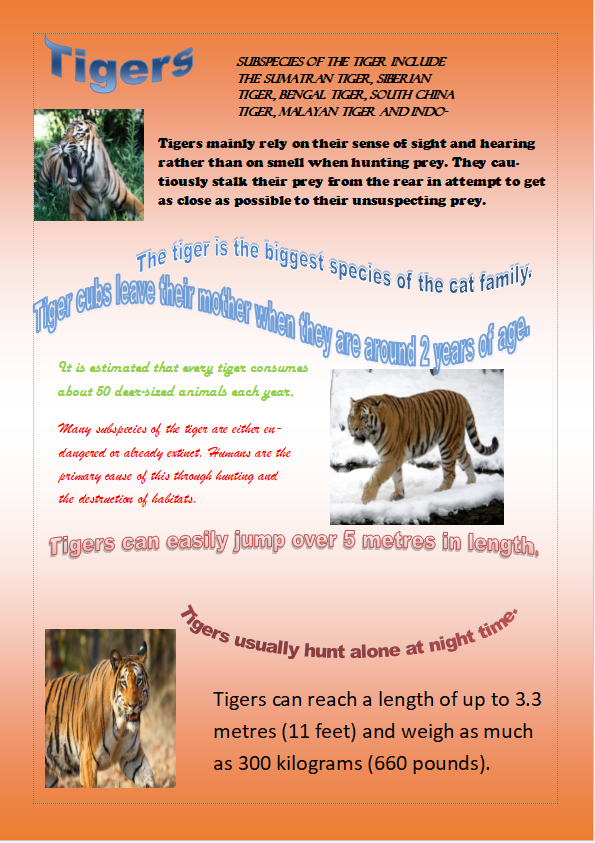 Tigers
SUBSPECIES OF THE TIGER INCLUDE
THE SUMATRAN TIGER, SIBERIAN
TIGER, BENGAL TIGER, SOUTH CHINA
TIGER, MALAYAN TIGER AND INDO-
Tigers mainly rely on their sense of sight and hearing
rather than on smell when hunting prey. They cau-
tiously stalk their prey from the rear in attempt to get
as close as possible to their unsuspecting prey.
The tiger is the biggest species of the cat family.
Tiger cubs leave their mother when they are around 2 years of age.
It is estimated that every tiger consumes
about 50 deer-sized animals each year.
Many subspecies of the tiger are either en-
dangered or already extinct. Humans are the
primary cause of this through hunting and
the destruction of habitats.
Tigers can easily jump over 5 metres in length.
Tigers usually hunt alone at night time.
Tigers can reach a length of up to 3.3
metres (11 feet) and weigh as much
as 300 kilograms (660 pounds).